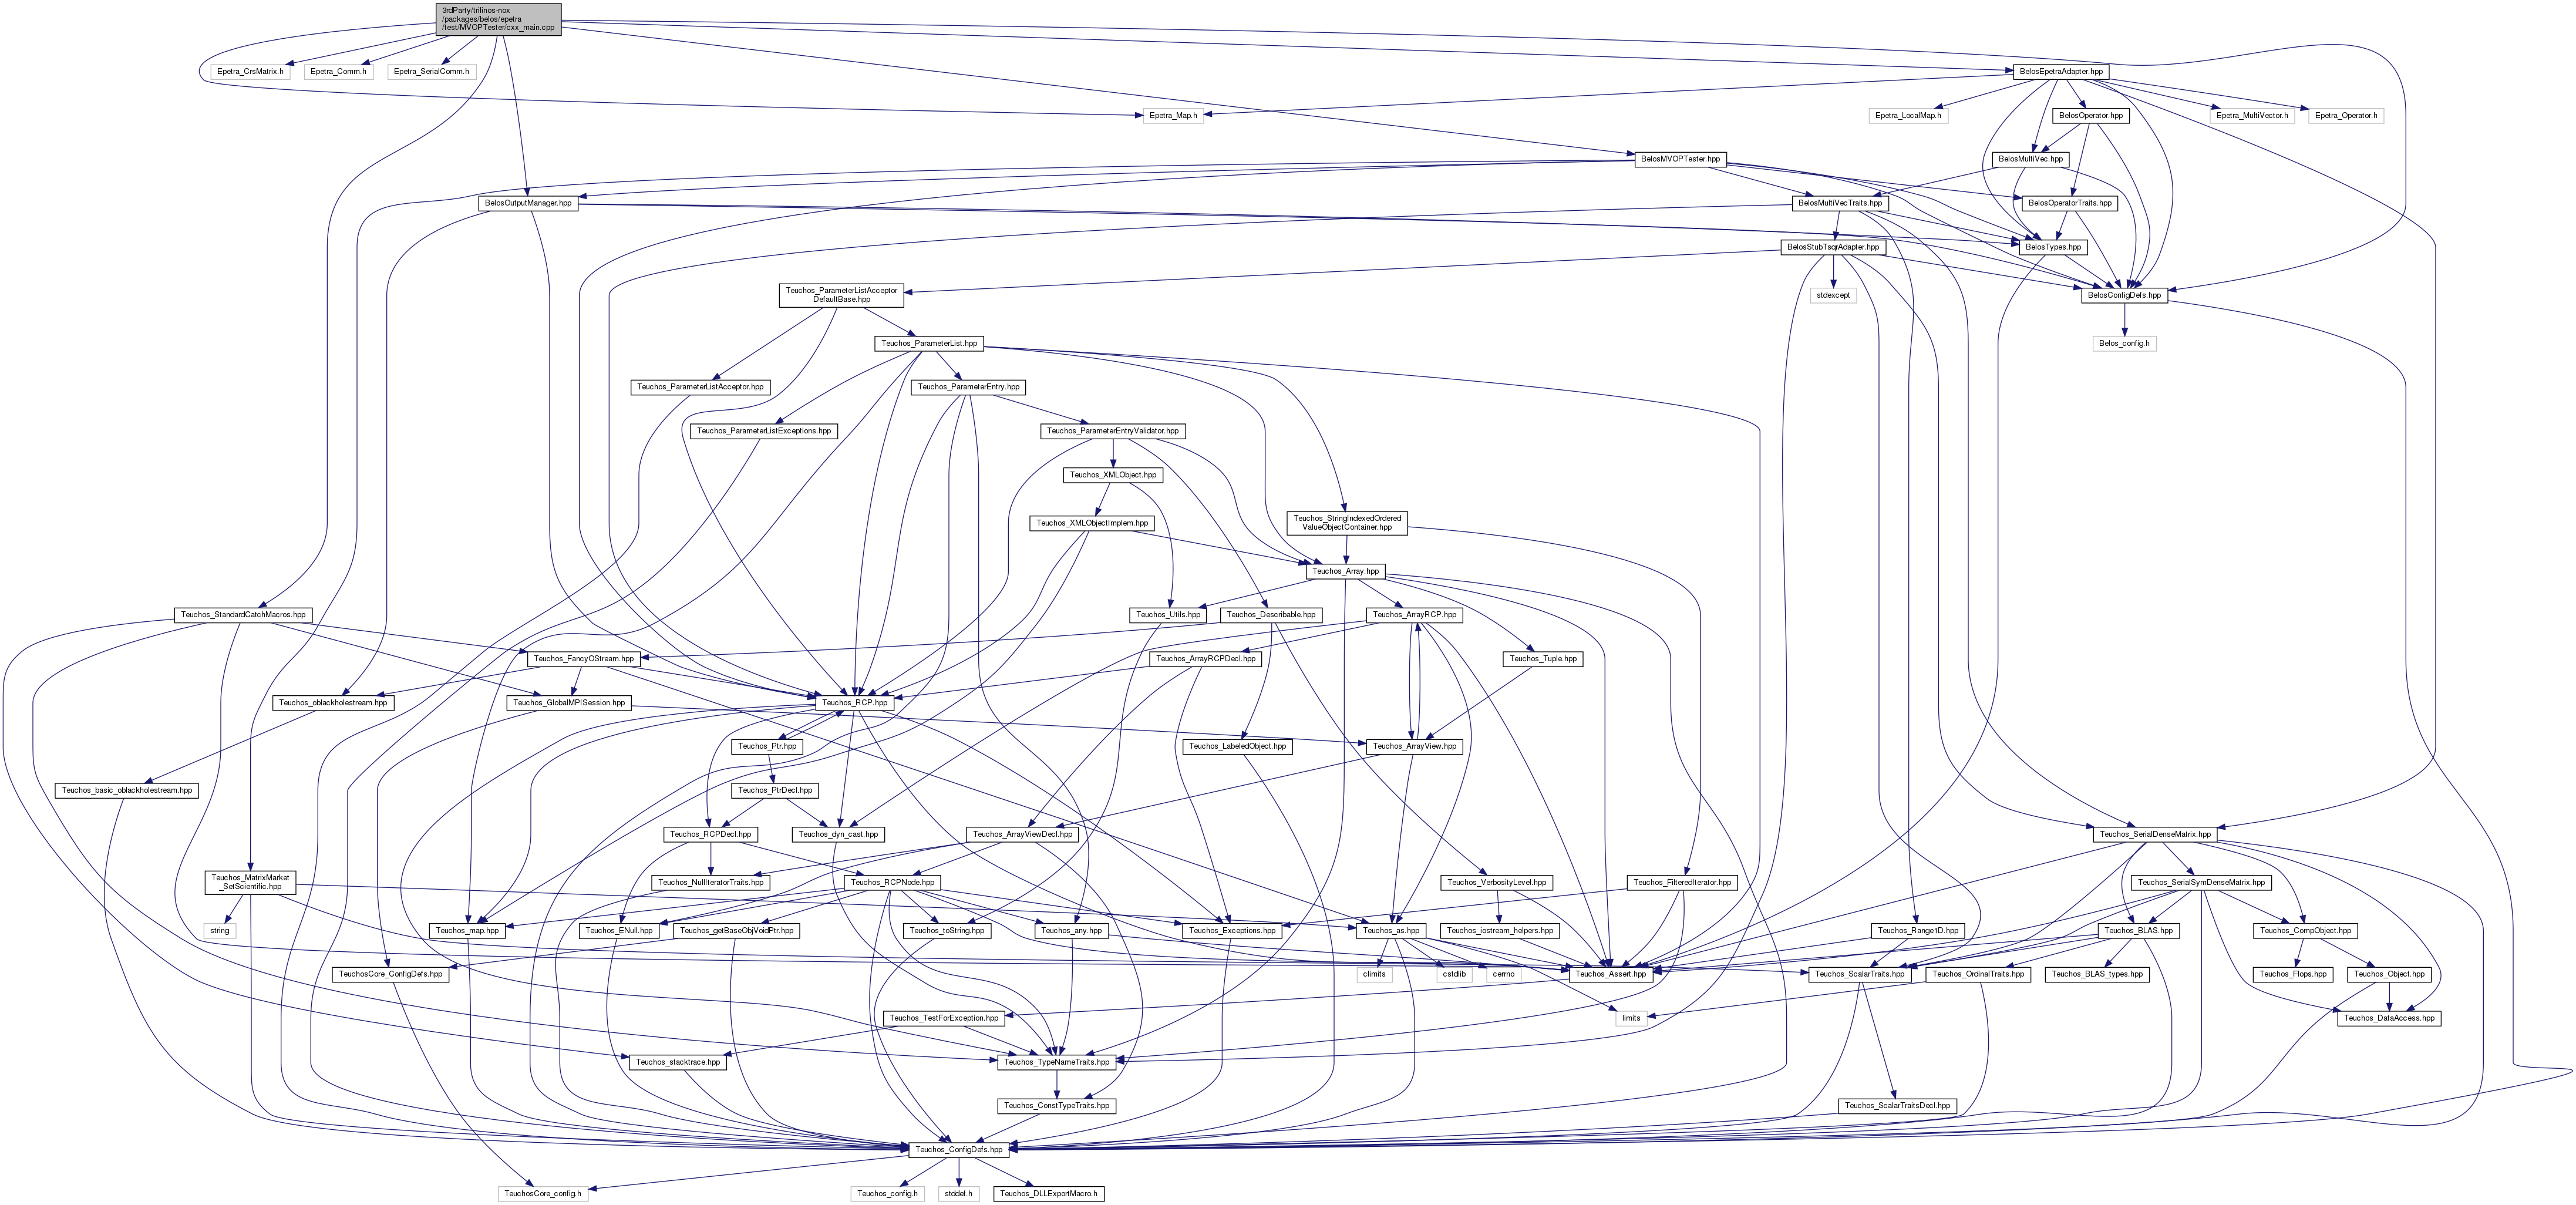 3rdParty/trilinos-nox
/packages/belos/epetra
/test/MVOPTester/cxx_main.cpp
Epetra_CrsMatrix.h
Epetra_Comm.h
Epetra_SerialComm.h
BelosEpetraAdapter.hpp
Epetra_Map.h
Epetra_LocalMap.h
BelosOperator.hpp
Epetra_MultiVector.h
Epetra_Operator.h
BelosMVOPTester.hpp
BelosMultiVec.hpp
BelosOutputManager.hpp
BelosMultiVecTraits.hpp
BelosOperatorTraits.hpp
BelosStubTsqrAdapter.hpp
BelosTypes.hpp
Teuchos_ParameterListAcceptor
DefaultBase.hpp
stdexcept
BelosConfigDefs.hpp
Teuchos_ParameterList.hpp
Belos_config.h
Teuchos_ParameterListAcceptor.hpp
Teuchos_ParameterEntry.hpp
Teuchos_ParameterListExceptions.hpp
Teuchos_ParameterEntryValidator.hpp
Teuchos_XMLObject.hpp
Teuchos_XMLObjectImplem.hpp
Teuchos_StringIndexedOrdered
ValueObjectContainer.hpp
Teuchos_Array.hpp
Teuchos_StandardCatchMacros.hpp
Teuchos_Utils.hpp
Teuchos_Describable.hpp
Teuchos_ArrayRCP.hpp
Teuchos_FancyOStream.hpp
Teuchos_ArrayRCPDecl.hpp
Teuchos_Tuple.hpp
Teuchos_oblackholestream.hpp
Teuchos_GlobalMPISession.hpp
Teuchos_RCP.hpp
Teuchos_Ptr.hpp
Teuchos_LabeledObject.hpp
Teuchos_ArrayView.hpp
Teuchos_basic_oblackholestream.hpp
Teuchos_PtrDecl.hpp
Teuchos_RCPDecl.hpp
Teuchos_dyn_cast.hpp
Teuchos_ArrayViewDecl.hpp
Teuchos_SerialDenseMatrix.hpp
Teuchos_MatrixMarket
_SetScientific.hpp
Teuchos_NullIteratorTraits.hpp
Teuchos_RCPNode.hpp
Teuchos_VerbosityLevel.hpp
Teuchos_FilteredIterator.hpp
Teuchos_SerialSymDenseMatrix.hpp
string
Teuchos_map.hpp
Teuchos_ENull.hpp
Teuchos_getBaseObjVoidPtr.hpp
Teuchos_toString.hpp
Teuchos_any.hpp
Teuchos_Exceptions.hpp
Teuchos_as.hpp
Teuchos_iostream_helpers.hpp
Teuchos_Range1D.hpp
Teuchos_BLAS.hpp
Teuchos_CompObject.hpp
TeuchosCore_ConfigDefs.hpp
climits
cstdlib
cerrno
Teuchos_Assert.hpp
Teuchos_ScalarTraits.hpp
Teuchos_OrdinalTraits.hpp
Teuchos_BLAS_types.hpp
Teuchos_Flops.hpp
Teuchos_Object.hpp
Teuchos_TestForException.hpp
limits
Teuchos_DataAccess.hpp
Teuchos_stacktrace.hpp
Teuchos_TypeNameTraits.hpp
Teuchos_ConstTypeTraits.hpp
Teuchos_ScalarTraitsDecl.hpp
Teuchos_ConfigDefs.hpp
TeuchosCore_config.h
Teuchos_config.h
stddef.h
Teuchos_DLLExportMacro.h